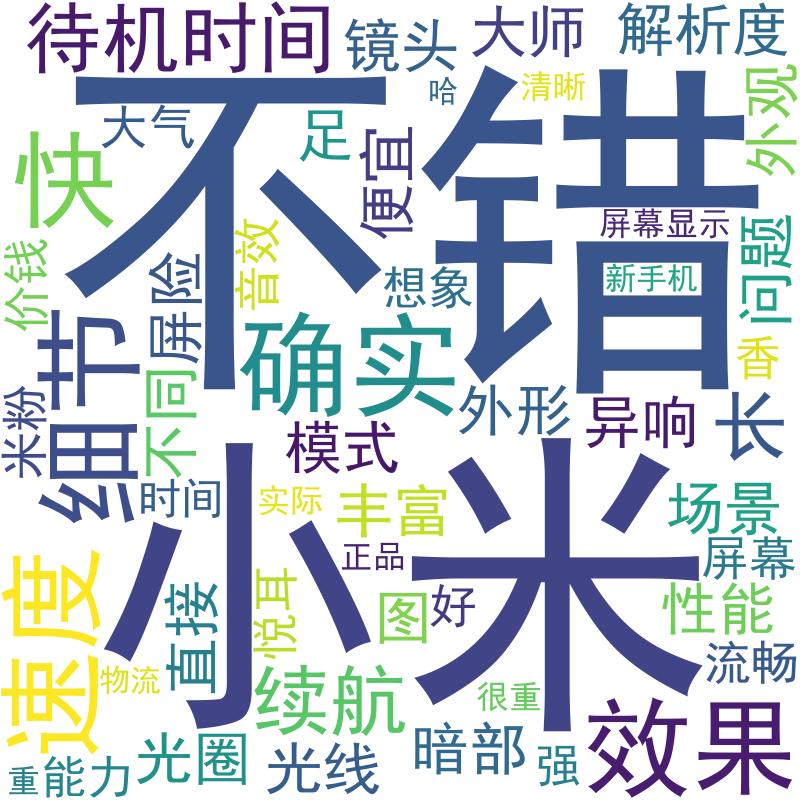 待机时间
镜头
大师
解析度
哈
清晰
外观
大气
足
便宜
快
不错
屏幕显示
新手机
问题
价钱
屏险
音效
想象
细节
确实
香
米粉
不同
外形
异响
长
模式
时间
实际
丰富
场景
小米
正品
屏幕
速度
直接
悦耳
图
好
性能
流畅
物流
续航
很重
效果
光圈
光线
暗部
强
重
能力